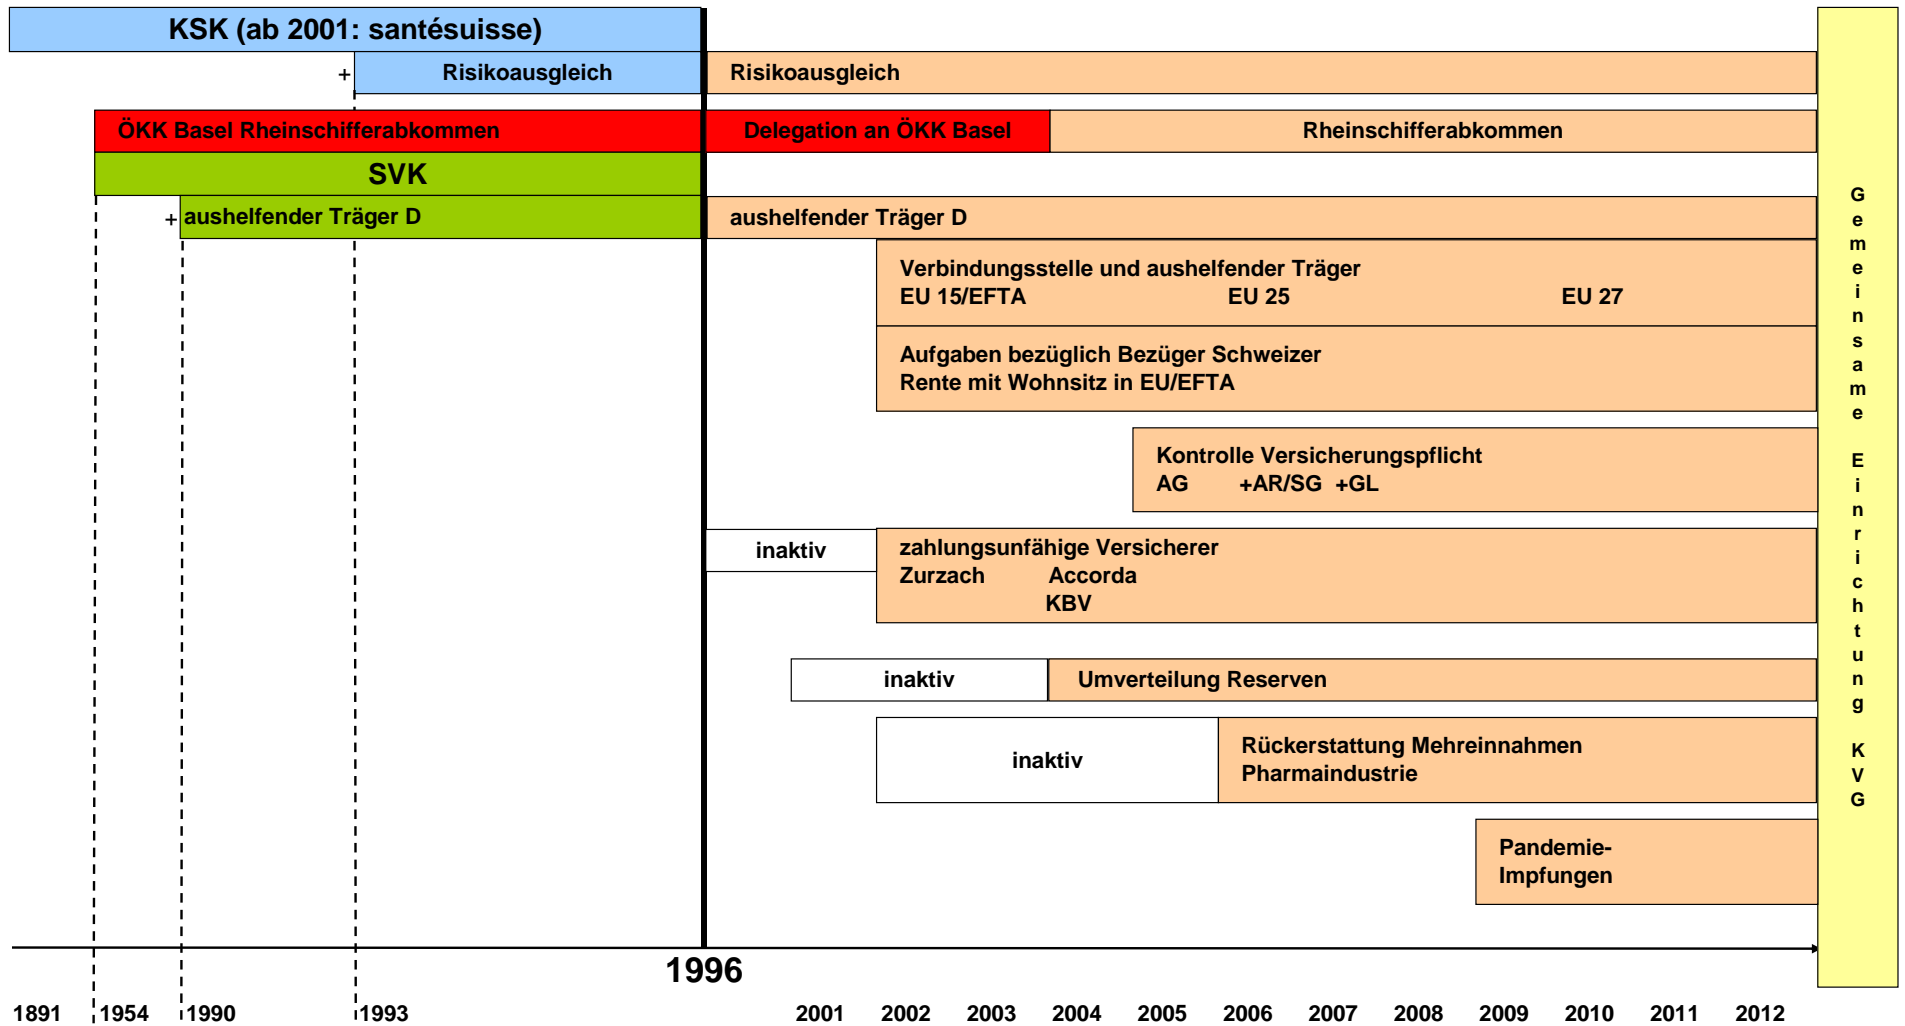 KSK (ab 2001: santésuisse)
+ Risikoausgleich
Risikoausgleich
ÖKK Basel Rheinschifferabkommen
Delegation an ÖKK Basel
Rheinschifferabkommen
SVK
+ aushelfender Träger D
aushelfender Träger D
Verbindungsstelle und aushelfender Träger
EU 15/EFTA EU 25 EU 27
Aufgaben bezüglich Bezüger Schweizer
Rente mit Wohnsitz in EU/EFTA
Kontrolle Versicherungspflicht
AG +AR/SG +GL
inaktiv
zahlungsunfähige Versicherer
Zurzach Accorda
KBV
inaktiv
Umverteilung Reserven
inaktiv
Rückerstattung Mehreinnahmen
Pharmaindustrie
Pandemie-
Impfungen
Gemeinsame Einrichtung KVG
1996
1891 1954 1990 1993 2001 2002 2003 2004 2005 2006 2007 2008 2009 2010 2011 2012